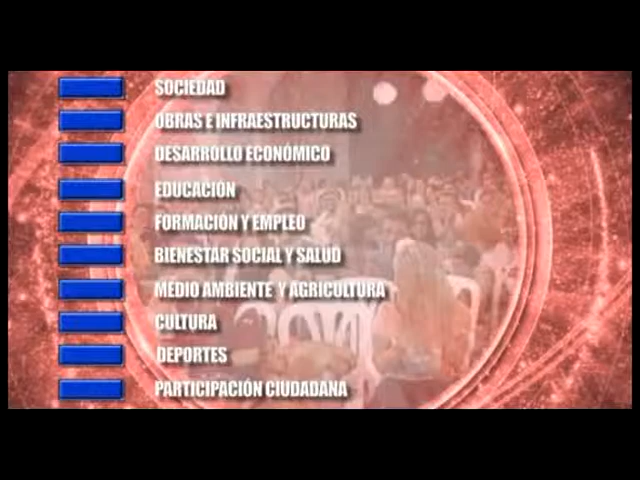 SOCIEDAD
OBRAS E INFRAESTRUCTURAS
DESARROLLO ECONÓMICO
EDUCACIÓN
FORMACIÓN Y EMPLEO
BIENESTAR SOCIAL Y SALUD
MEDIO AMBIENTE Y AGRICULTURA
CULTURA
DEPORTES
PARTICIPACIÓN CIUDADANA